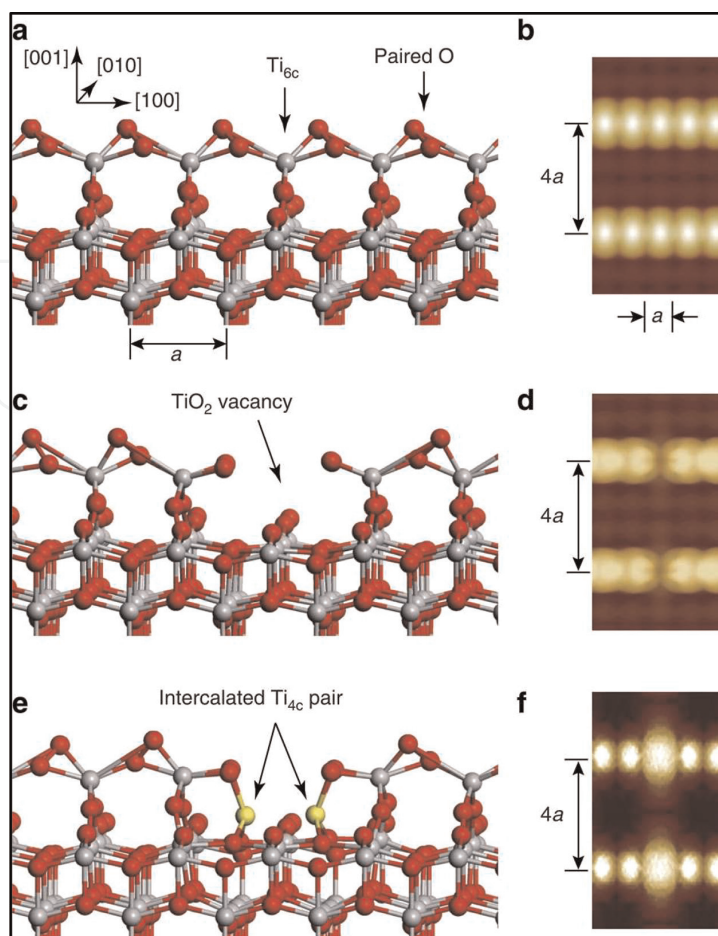 a
b
[001]
[010]
[100]
Ti6c
Paired O
4a
a
a
c
d
TiO2 vacancy
4a
e
f
Intercalated Ti4c pair
4a